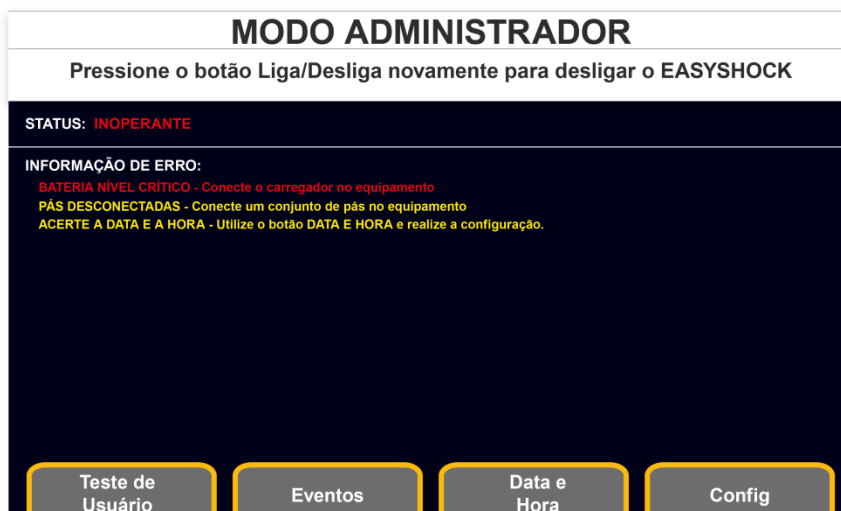 MODO ADMINISTRADOR
Pressione o botão Liga/Desliga novamente para desligar o EASYSHOCK
STATUS: INOPERANTE
INFORMAÇÃO DE ERRO:
BATERIA NÍVEL CRÍTICO - Conecte o carregador no equipamento
PÁS DESCONECTADAS - Conecte um conjunto de pás no equipamento
ACERTE A DATA E A HORA - Utilize o botão DATA E HORA e realize a configuração.
Teste de
Usuário
Eventos
Data e
Hora
Config